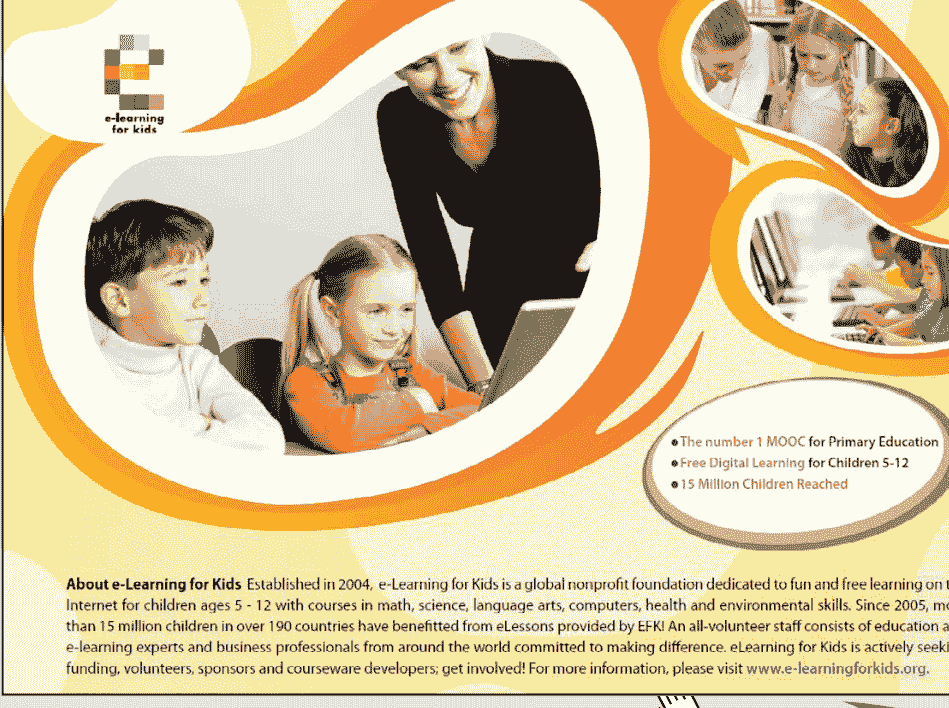 e-learning
for kids
The number 1 MOOC for Primary Education
Free Digital Learning for Children 5-12
15 Million Children Reached
About e-Learning for Kids Established in 2004, e-Learning for Kids is a global nonprofit foundation dedicated to fun and free learning on
Internet for children ages 5 - 12 with courses in math, science, language arts, computers, health and environmental skills. Since 2005,
than 15 million children in over 190 countries have benefitted from eLessons provided by EFK! An all-volunteer staff consists of education
e-learning experts and business professionals from around the world committed to making difference. eLearning for Kids is actively
funding, volunteers, sponsors and courseware developers; get involved! For more information, please visit www.e-learningforkids.org.